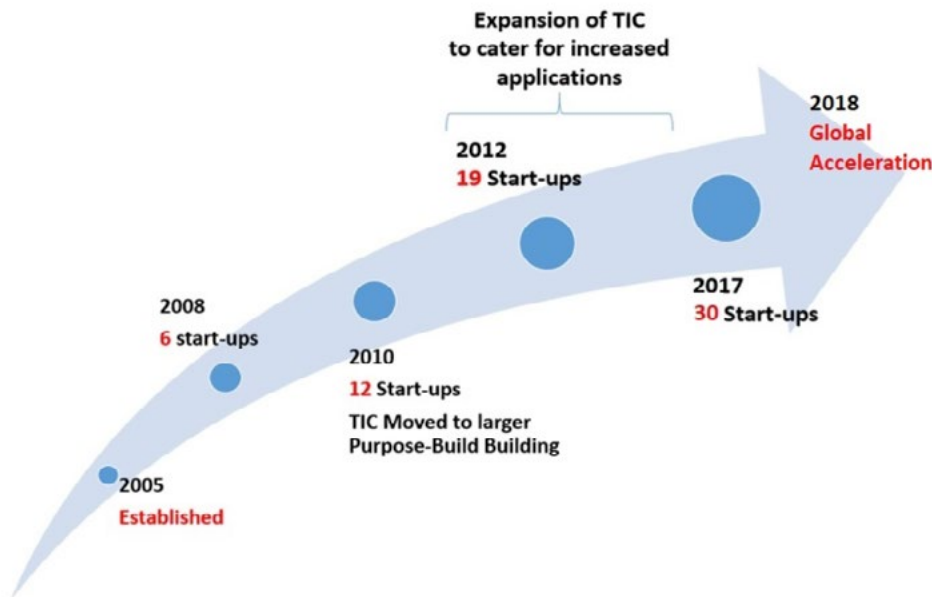 Expansion of TIC
to cater for increased
applications
2018
Global
Acceleration
2012
19 Start-ups
2017
30 Start-ups
2008
6 start-ups
2010
12 Start-ups
TIC Moved to larger
Purpose-Build Building
2005
Established